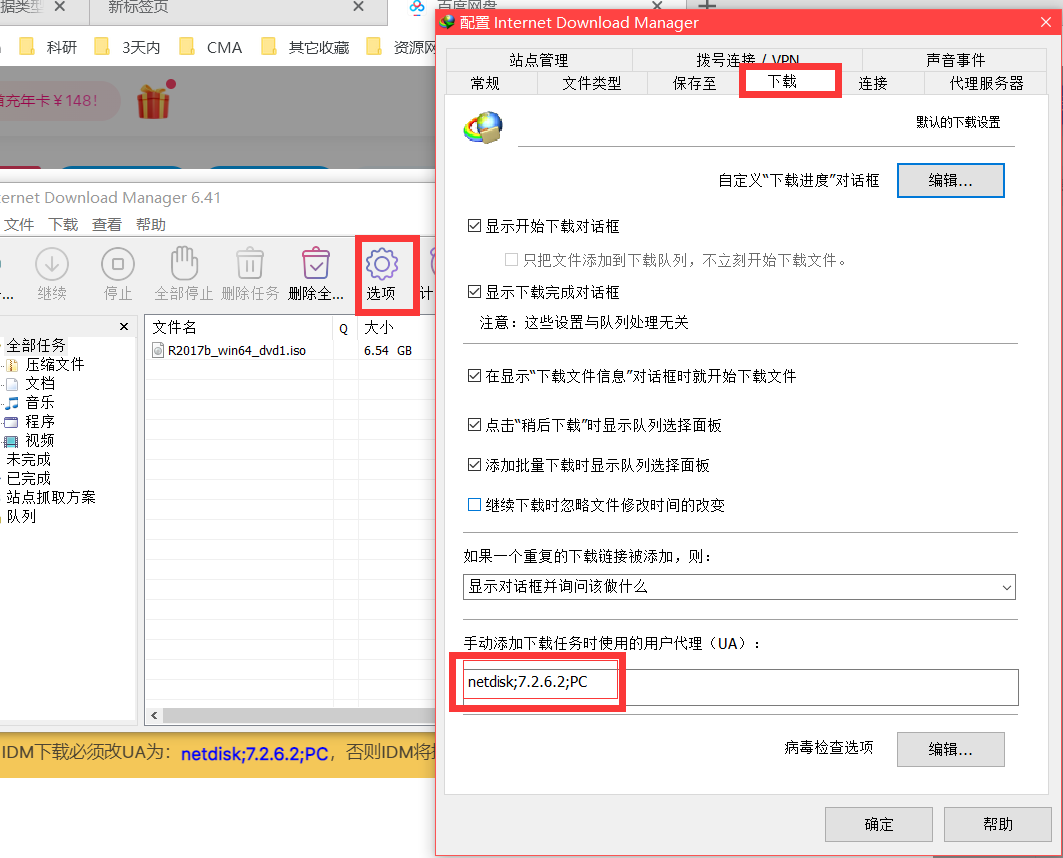 据类型
新标签页
百度网盘
科研
3天内
CMA
其它收藏
资源网
首充年卡￥148!
ternet Download Manager 6.41
文件 下载 查看 帮助
继续
停止
全部停止
删除任务
删除全...
选项
计
全部任务
压缩文件
文档
音乐
程序
视频
未完成
已完成
站点抓取方案
队列
文件名 Q 大小
R2017b_win64_dvd1.iso 6.54 GB
IDM下载必须改UA为：netdisk;7.2.6.2;PC，否则IDM将
配置 Internet Download Manager
站点管理 拨号连接 / VPN 声音事件
常规 文件类型 保存至 下载 连接 代理服务器
默认的下载设置
自定义“下载进度”对话框 编辑...
显示开始下载对话框
只把文件添加到下载队列，不立刻开始下载文件。
显示下载完成对话框
注意：这些设置与队列处理无关
在显示“下载文件信息”对话框时就开始下载文件
点击“稍后下载”时显示队列选择面板
添加批量下载时显示队列选择面板
继续下载时忽略文件修改时间的改变
如果一个重复的下载链接被添加，则：
显示对话框并询问该做什么
手动添加下载任务时使用的用户代理（UA）：
netdisk;7.2.6.2;PC
病毒检查选项 编辑...
确定 帮助